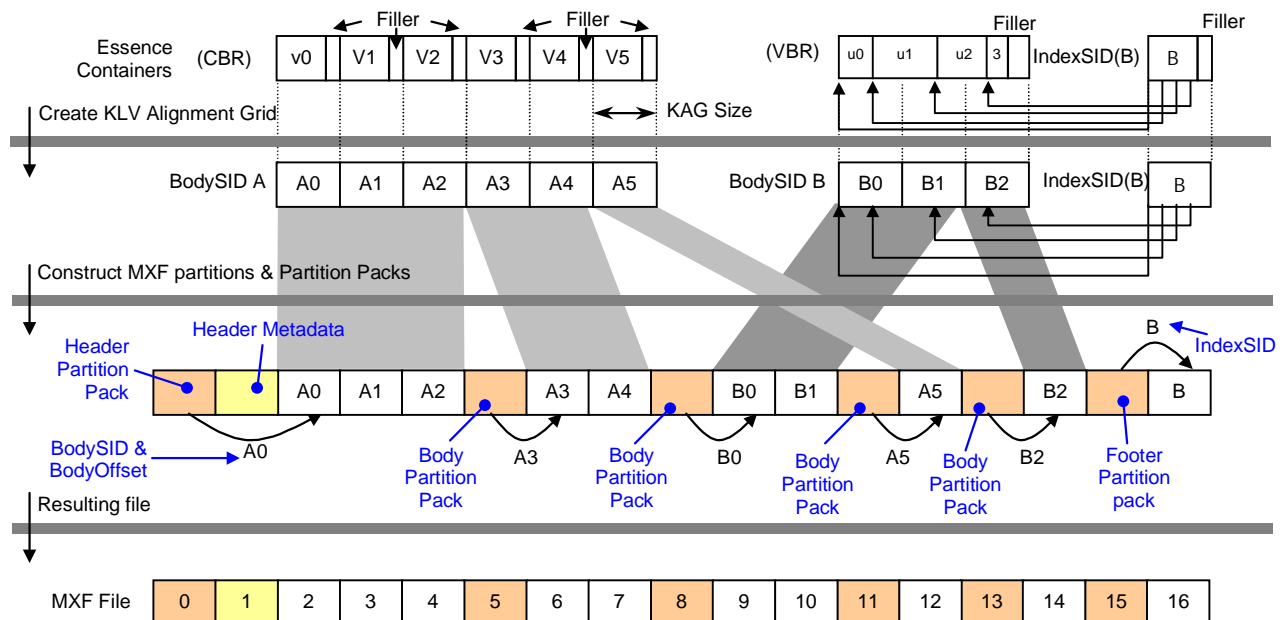 Filler
Filler
Filler
Essence
Containers
(CBR)
v0 V1 V2 V3 V4 V5
(VBR)
u0 u1 u2 3
IndexSID(B)
B
Create KLV Alignment Grid
KAG Size
BodySID A
A0 A1 A2 A3 A4 A5
BodySID B
B0 B1 B2
IndexSID(B)
B
Construct MXF partitions & Partition Packs
Header
Partition
Pack
Header Metadata
B
IndexSID
A0 A1 A2 A3 A4 B0 B1 A5 B2 B
BodySID &
BodyOffset
A0
Body
Partition
Pack
A3
Body
Partition
Pack
B0
Body
Partition
Pack
A5
Body
Partition
Pack
B2
Footer
Partition
pack
Resulting file
MXF File
0 1 2 3 4 5 6 7 8 9 10 11 12 13 14 15 16